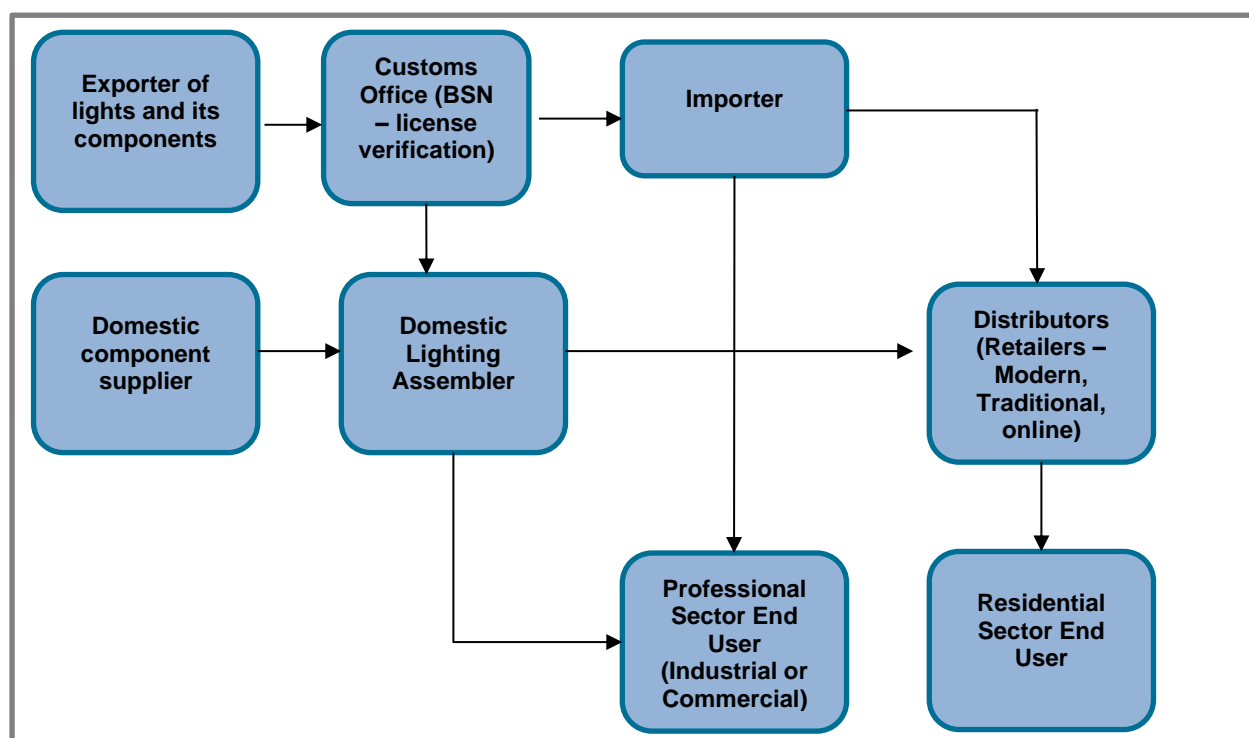 Exporter of
lights and its
components
Customs
Office (BSN
– license
verification)
Importer
Domestic
component
supplier
Domestic
Lighting
Assembler
Distributors
(Retailers –
Modern,
Traditional,
online)
Professional
Sector End
User
(Industrial or
Commercial)
Residential
Sector End
User